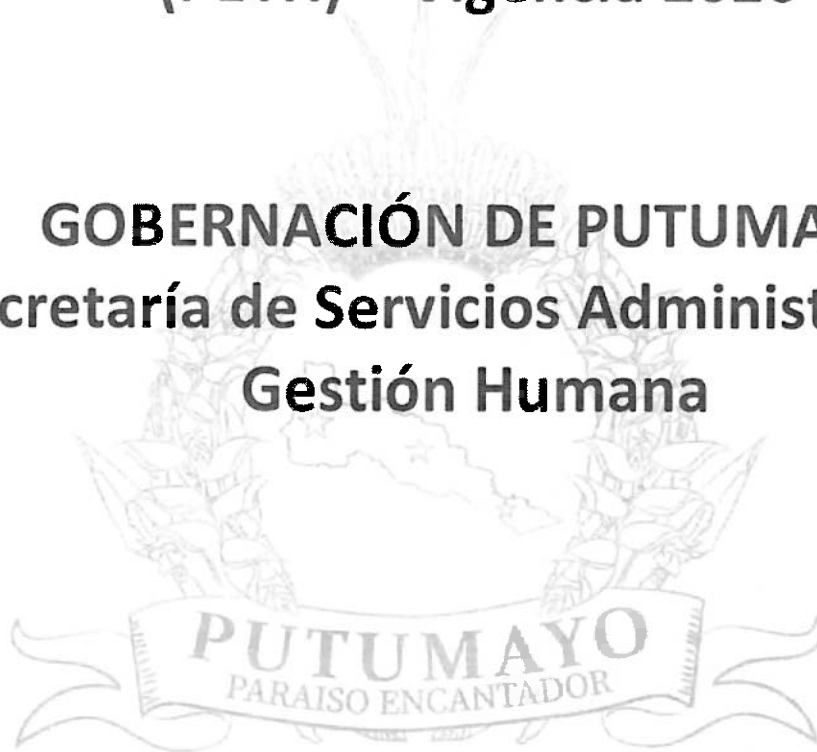 GOBERNACIÓN DE PUTUMA
cretaría de Servicios Administ
Gestión Humana
PUTUMAYO
PARAISO ENCANTADOR